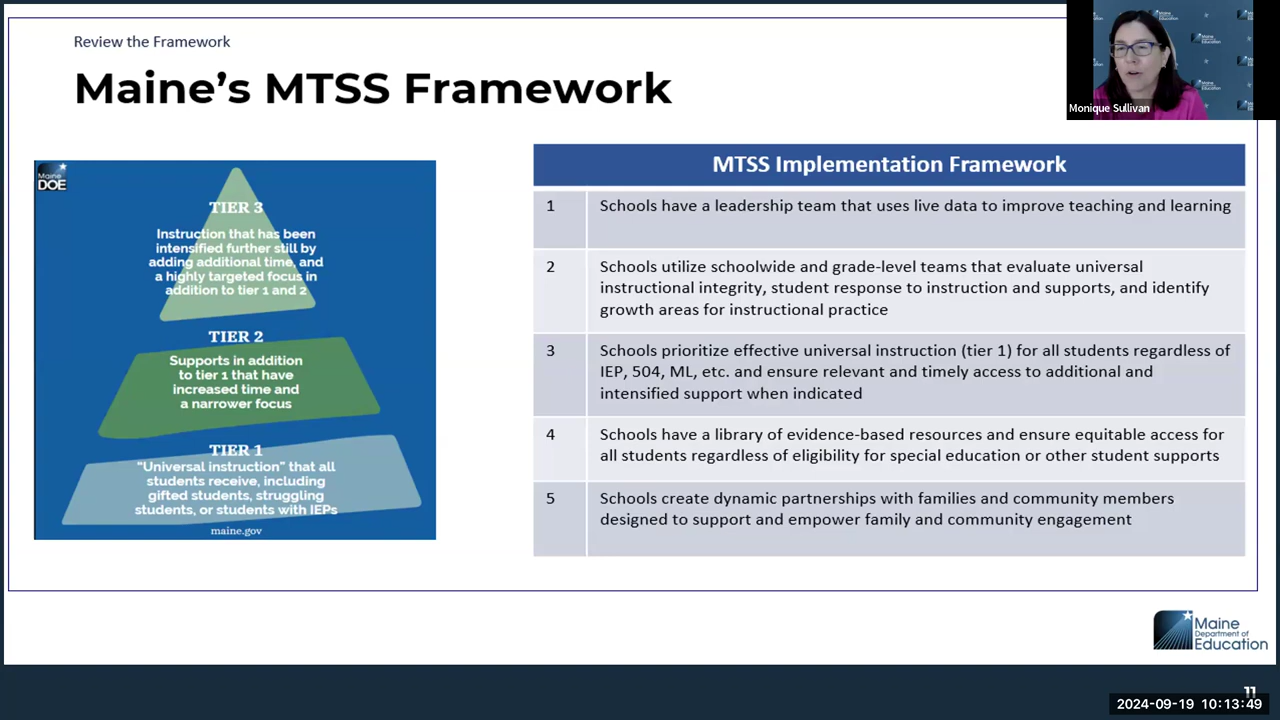 Review the Framework
Maine's MTSS Framework
Monique Sullivan
Maine
Department of
Education
Maine
DOE
TIER 3
Instruction that has been
intensified further still by
adding additional time, and
a highly targeted focus in
addition to tier 1 and 2
TIER 2
Supports in addition
to tier 1 that have
increased time and
a narrower focus
TIER 1
“Universal instruction” that all
students receive, including
gifted students, struggling
students, or students with IEPs
maine.gov
MTSS Implementation Framework
1 Schools have a leadership team that uses live data to improve teaching and learning
2 Schools utilize schoolwide and grade-level teams that evaluate universal
instructional integrity, student response to instruction and supports, and identify
growth areas for instructional practice
3 Schools prioritize effective universal instruction (tier 1) for all students regardless of
IEP, 504, ML, etc. and ensure relevant and timely access to additional and
intensified support when indicated
4 Schools have a library of evidence-based resources and ensure equitable access for
all students regardless of eligibility for special education or other student supports
5 Schools create dynamic partnerships with families and community members
designed to support and empower family and community engagement
Maine
Department of
Education
11
2024-09-19 10:13:49